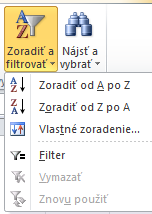 Zoradiť a
filtrovať
Nájsť a
vybrať
Zoradiť od A po Z
Zoradiť od Z po A
Vlastné zoradenie...
Filter
Vymazať
Znovu použiť